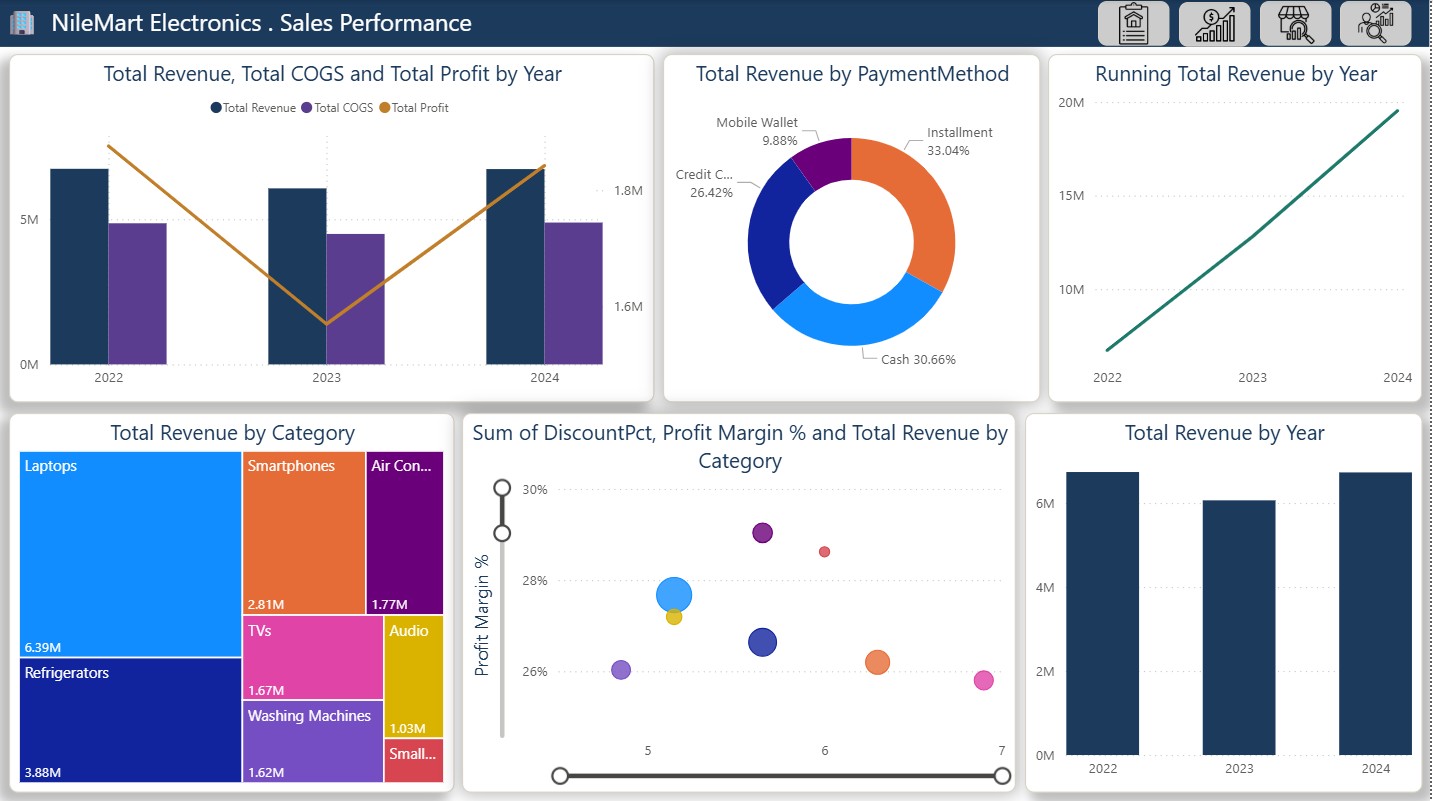 NileMart Electronics . Sales Performance
Total Revenue, Total COGS and Total Profit by Year
Total Revenue Total COGS Total Profit
5M
0M
1.8M
1.6M
2022 2023 2024
Total Revenue by PaymentMethod
Mobile Wallet
9.88%
Installment
33.04%
Credit C...
26.42%
Cash 30.66%
Running Total Revenue by Year
20M
15M
10M
2022 2023 2024
Total Revenue by Category
Laptops
6.39M
Refrigerators
3.88M
Smartphones
2.81M
Air Con...
1.77M
TVs
1.67M
Washing Machines
1.62M
Audio
1.03M
Small...
Sum of DiscountPct, Profit Margin % and Total Revenue by
Category
Profit Margin %
30%
28%
26%
5 6 7
Total Revenue by Year
6M
4M
2M
0M
2022 2023 2024